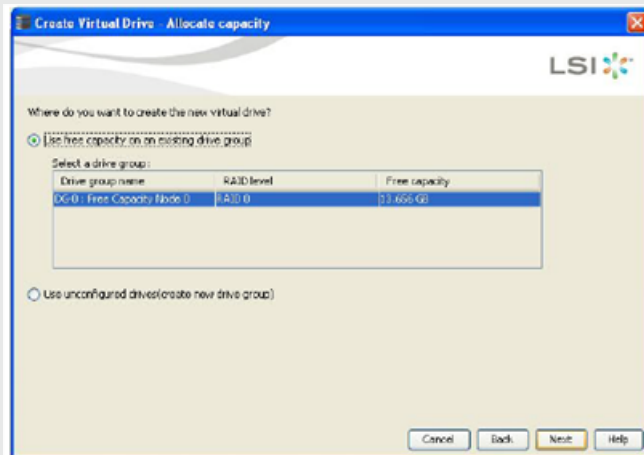 Create Virtual Drive - Allocate capacity
LSI
Where do you want to create the new virtual drive?
Use free capacity on an existing drive group
Select a drive group:
Drive group name RAID level Free capacity
DG-0 : Free Capacity Node 0 RAID 0 13.656 GB
Use unconfigured drives(create new drive group)
Cancel Back Next Help